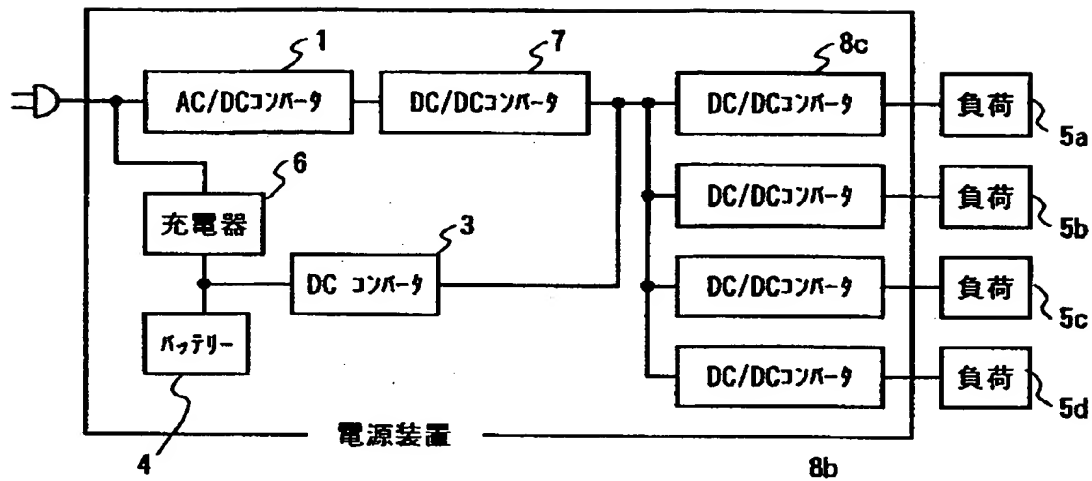 1
7
8c
AC/DCコンバータ
DC/DCコンバータ
DC/DCコンバータ
負荷
5a
6
充電器
DC/DCコンバータ
負荷
5b
3
DC コンバータ
DC/DCコンバータ
負荷
5c
バッテリー
DC/DCコンバータ
負荷
5d
電源装置
4
8b